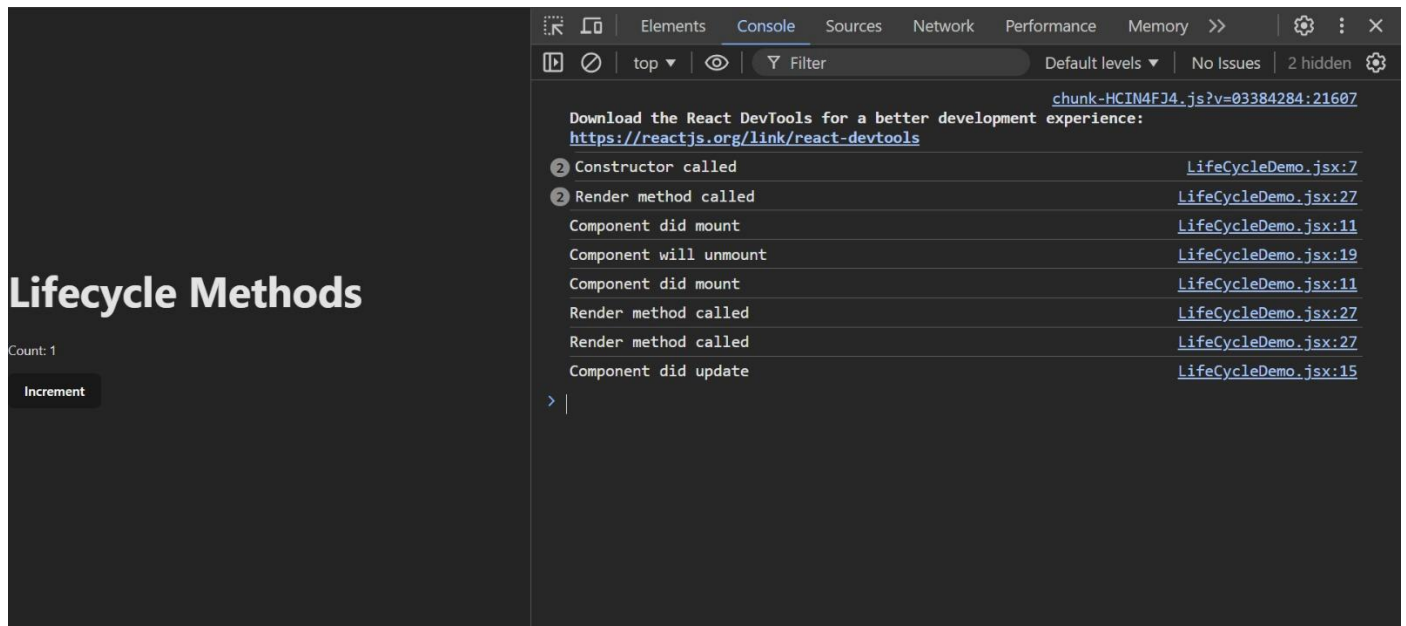 Lifecycle Methods
Count: 1
Increment
Elements Console Sources Network Performance Memory
top Filter Default levels No Issues 2 hidden
chunk-HCIN4FJ4.js?v=03384284:21607
Download the React DevTools for a better development experience:
https://reactjs.org/link/react-devtools
2 Constructor called LifeCycleDemo.jsx:7
2 Render method called LifeCycleDemo.jsx:27
Component did mount LifeCycleDemo.jsx:11
Component will unmount LifeCycleDemo.jsx:19
Component did mount LifeCycleDemo.jsx:11
Render method called LifeCycleDemo.jsx:27
Render method called LifeCycleDemo.jsx:27
Component did update LifeCycleDemo.jsx:15